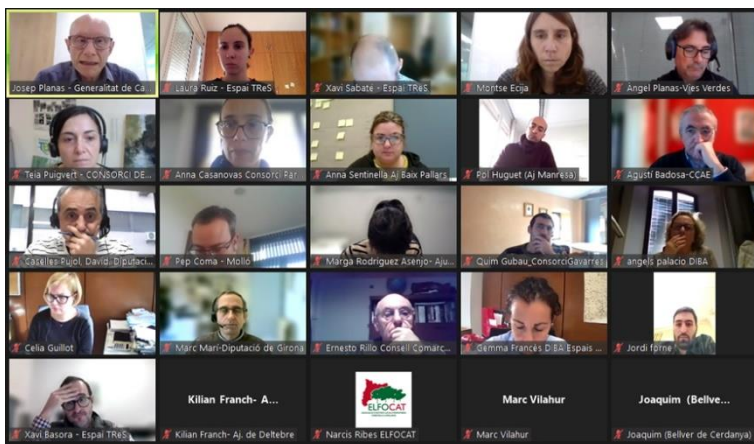 Josep Planas - Generalitat de Ca...
Laura Ruiz - Espai TReS
Xavi Sabaté - Espai TReS
Montse Ecija
Àngel Planas-Vies Verdes
Teia Puigvert - CONSORCI DE...
Anna Casanovas Consorci Par
Anna Sentinella Aj Baix Pallars
Pol Huguet (Aj Manresa)
Agustí Badosa-CCAE
Caselles Pujol, David. Diputaci...
Pep Coma - Molló
Marga Rodriguez Asenjo- Aju...
Quim Gubau_ConsorciGavarres
angels palacio DIBA
Celia Guillot
Marc Marí-Diputació de Girona
Ernesto Rillo Consell Comarc...
Gemma Francès DIBA Espais ...
Jordi forné
Xavi Basora - Espai TReS
Kilian Franch- A...
Kilian Franch- Aj. de Deltebre
ELFOCAT
Narcis Ribes ELFOCAT
Marc Vilahur
Marc Vilahur
Joaquim (Bellve...
Joaquim (Bellver de Cerdanya